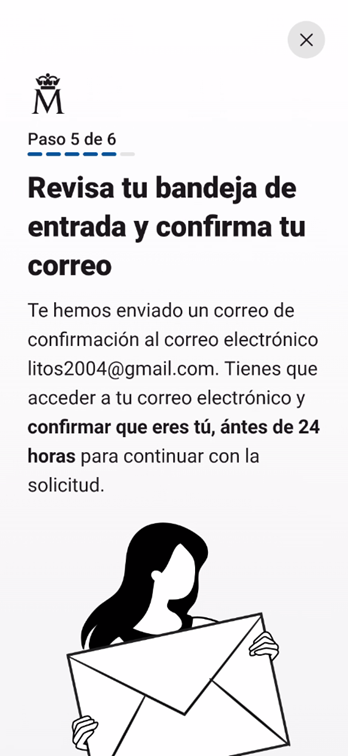 M
Paso 5 de 6
Revisa tu bandeja de
entrada y confirma tu
correo
Te hemos enviado un correo de
confirmación al correo electrónico
litos2004@gmail.com. Tienes que
acceder a tu correo electrónico y
confirmar que eres tú, ántes de 24
horas para continuar con la
solicitud.